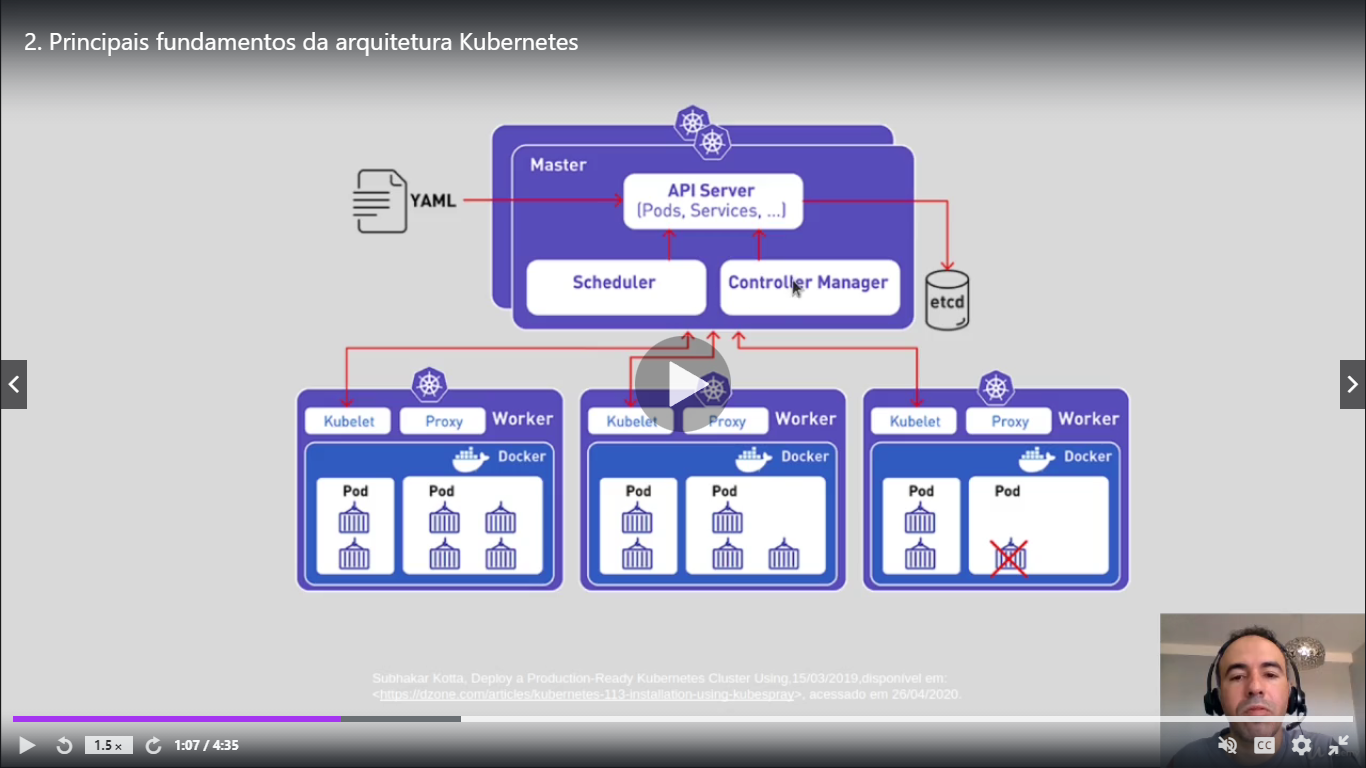 2. Principais fundamentos da arquitetura Kubernetes
Master
API Server
(Pods, Services, ...)
YAML
Scheduler
Controller Manager
etcd
Kubelet
Proxy
Worker
Docker
Pod
Pod
Kubelet
Proxy
Worker
Docker
Pod
Pod
Kubelet
Proxy
Worker
Docker
Pod
Pod
Subhakar Kotta, Deploy a Production-Ready Kubernetes Cluster Using.15/03/2019,disponível em:
<https://dzone.com/articles/kubernetes-113-installation-using-kubespray>, acessado em 26/04/2020.
1.5 x
1:07 / 4:35
CC